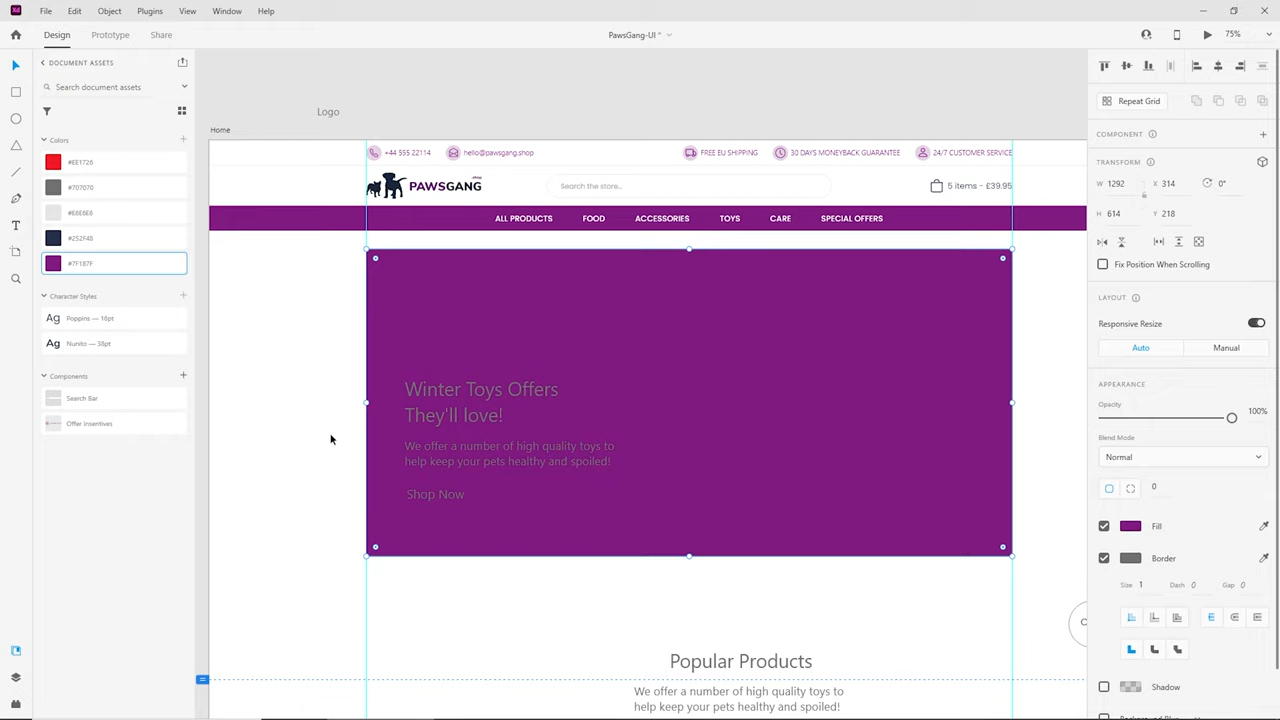 Xd File Edit Object Plugins View Window Help
Design Prototype Share PawsGang-UI * 75%
DOCUMENT ASSETS
Search document assets
Colors
#EE1726
#707070
#E6E6E6
#252F48
#7F187F
Character Styles
Ag Poppins — 16pt
Ag Nunito — 38pt
Components
Search Bar
Offer Insentives
Logo
Home
+44 555 22114 hello@pawsgang.shop FREE EU SHIPPING 30 DAYS MONEYBACK GUARANTEE 24/7 CUSTOMER SERVICE
.shop
PAWSGANG Search the store... 5 items - £39.95
ALL PRODUCTS FOOD ACCESSORIES TOYS CARE SPECIAL OFFERS
Winter Toys Offers
They'll love!
We offer a number of high quality toys to
help keep your pets healthy and spoiled!
Shop Now
Popular Products
We offer a number of high quality toys to
help keep your pets healthy and spoiled!
Repeat Grid
COMPONENT
TRANSFORM
W 1292 X 314 0°
H 614 Y 218
Fix Position When Scrolling
LAYOUT
Responsive Resize
Auto Manual
APPEARANCE
Opacity
100%
Blend Mode
Normal
0
Fill
Border
Size 1 Dash 0 Gap 0
Shadow